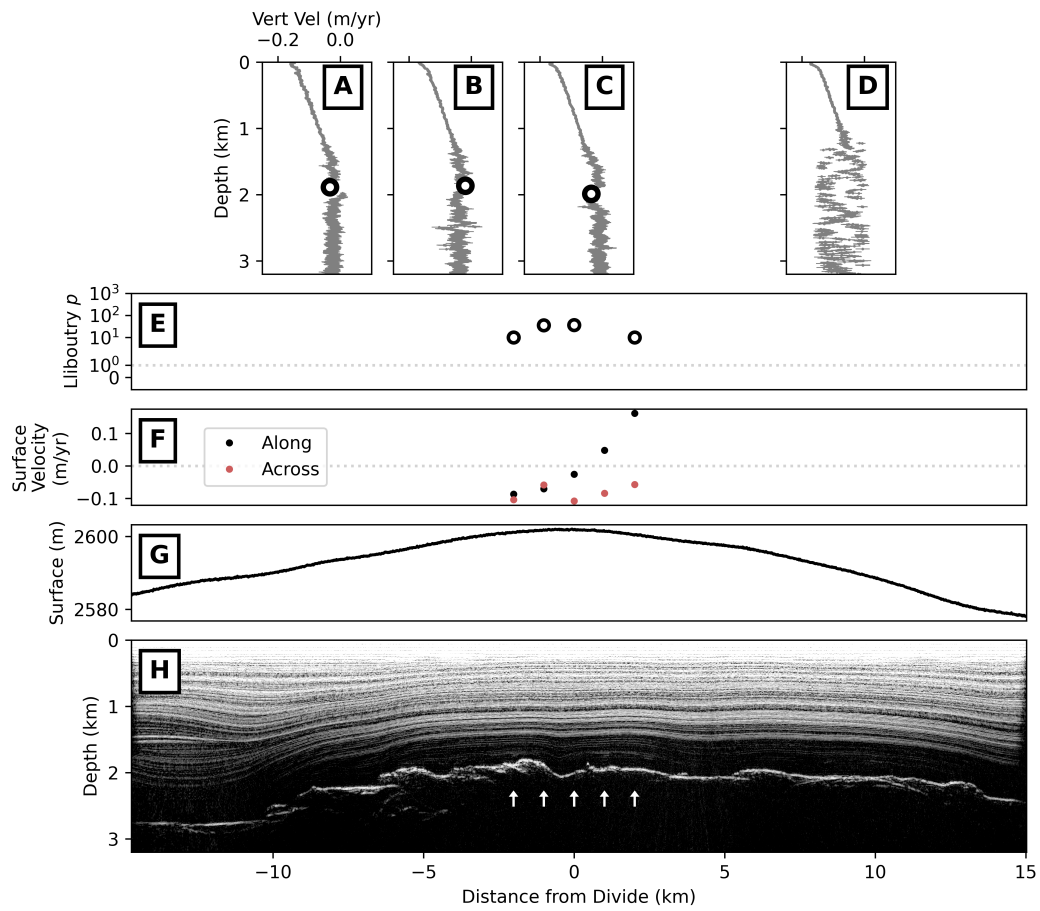 Vert Vel (m/yr)
−0.2 0.0
A B C D
0
1
2
3
Depth (km)
E
10³
10²
10¹
10⁰
0
Lliboutry p
F
0.1
0.0
−0.1
Surface
Velocity
(m/yr)
Along
Across
G
2600
2580
Surface (m)
H
0
1
2
3
Depth (km)
−10 −5 0 5 10 15
Distance from Divide (km)